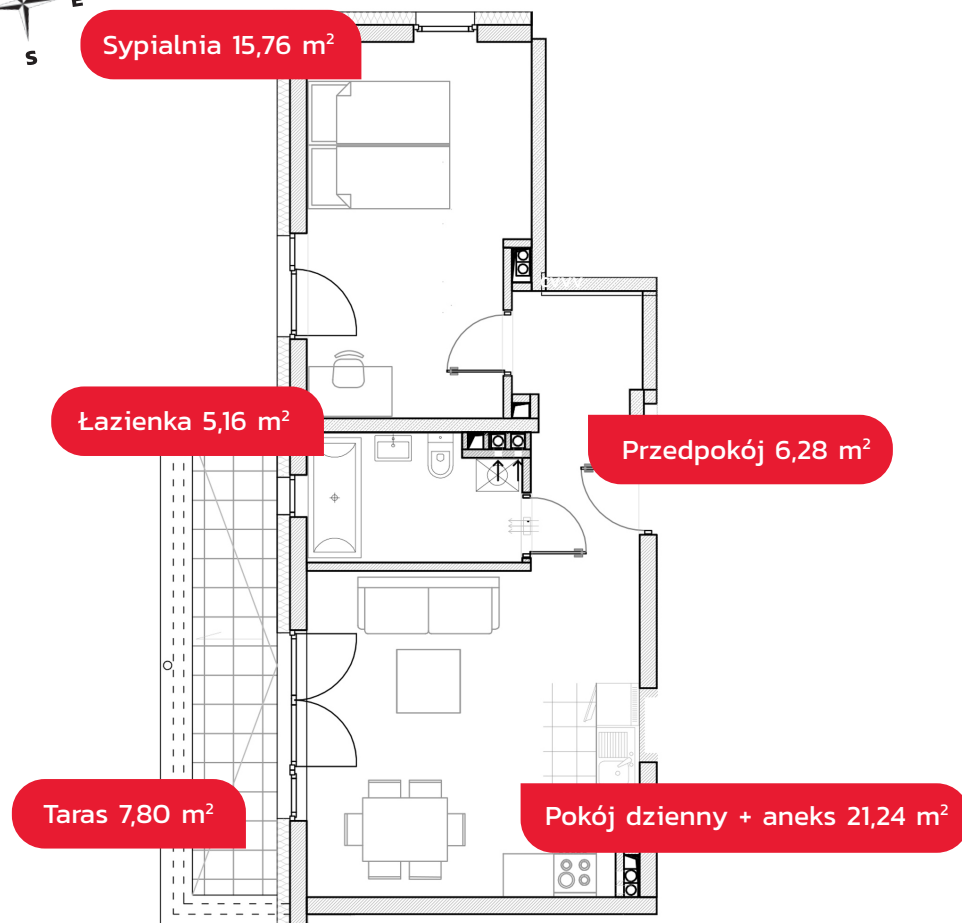 E
S
Sypialnia 15,76 m²
Łazienka 5,16 m²
Przedpokój 6,28 m²
Taras 7,80 m²
Pokój dzienny + aneks 21,24 m²